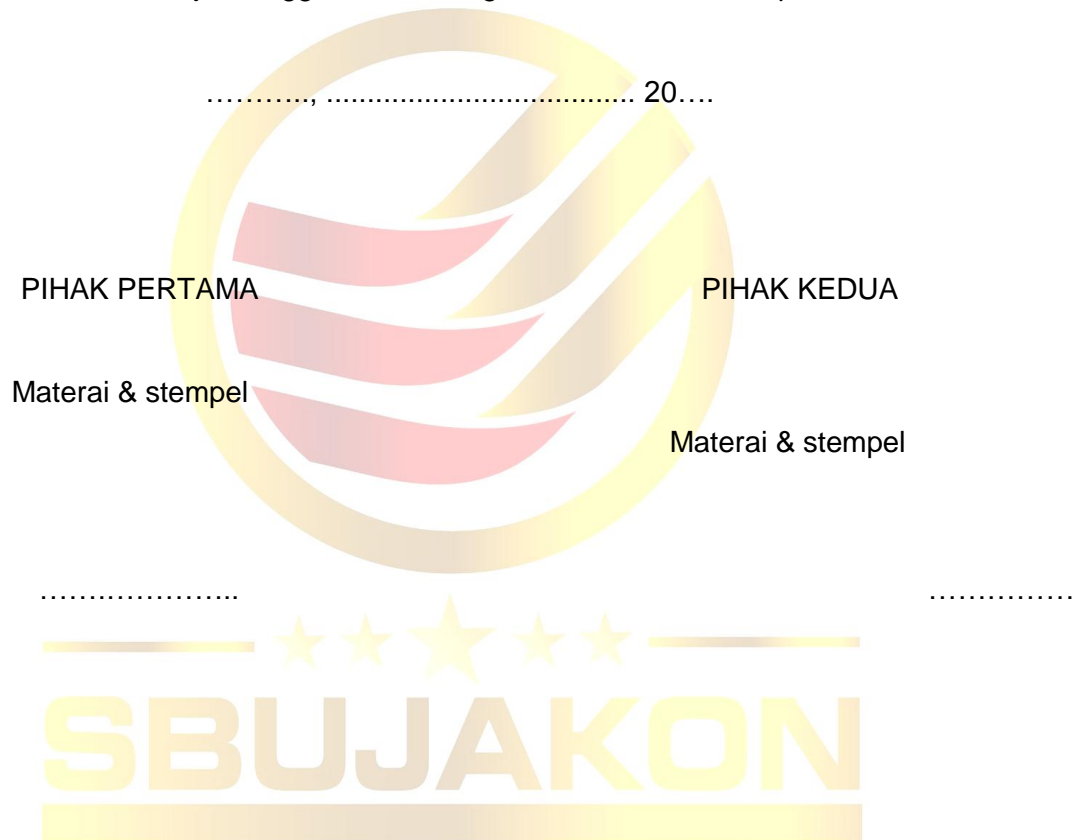 ………..., ...................................... 20….
PIHAK PERTAMA PIHAK KEDUA
Materai & stempel
Materai & stempel
………………….. ……………
SBUJAKON